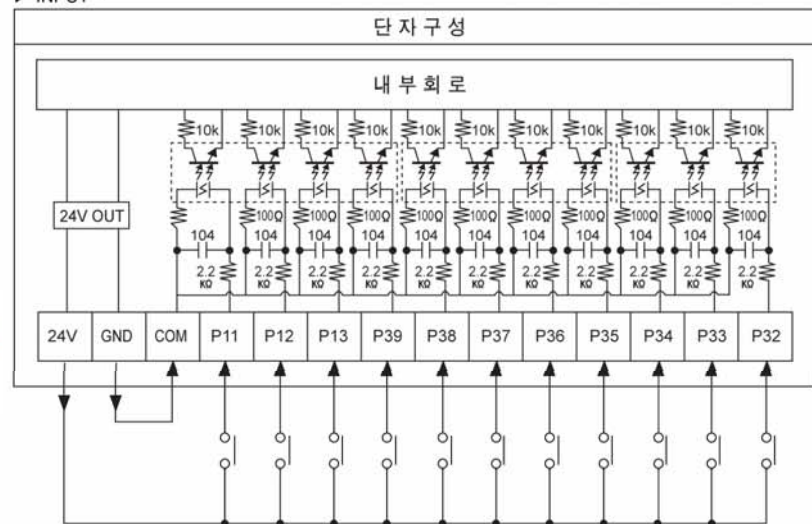 ▶ INPUT
단자구성
내부회로
10k 10k 10k 10k 10k 10k 10k 10k 10k 10k 10k
24V OUT
100Ω 100Ω 100Ω 100Ω 100Ω 100Ω 100Ω 100Ω 100Ω 100Ω
104 104 104 104 104 104 104 104 104 104 104
2.2 2.2 2.2 2.2 2.2 2.2 2.2 2.2 2.2 2.2 2.2
KΩ KΩ KΩ KΩ KΩ KΩ KΩ KΩ KΩ KΩ KΩ
24V GND COM P11 P12 P13 P39 P38 P37 P36 P35 P34 P33 P32